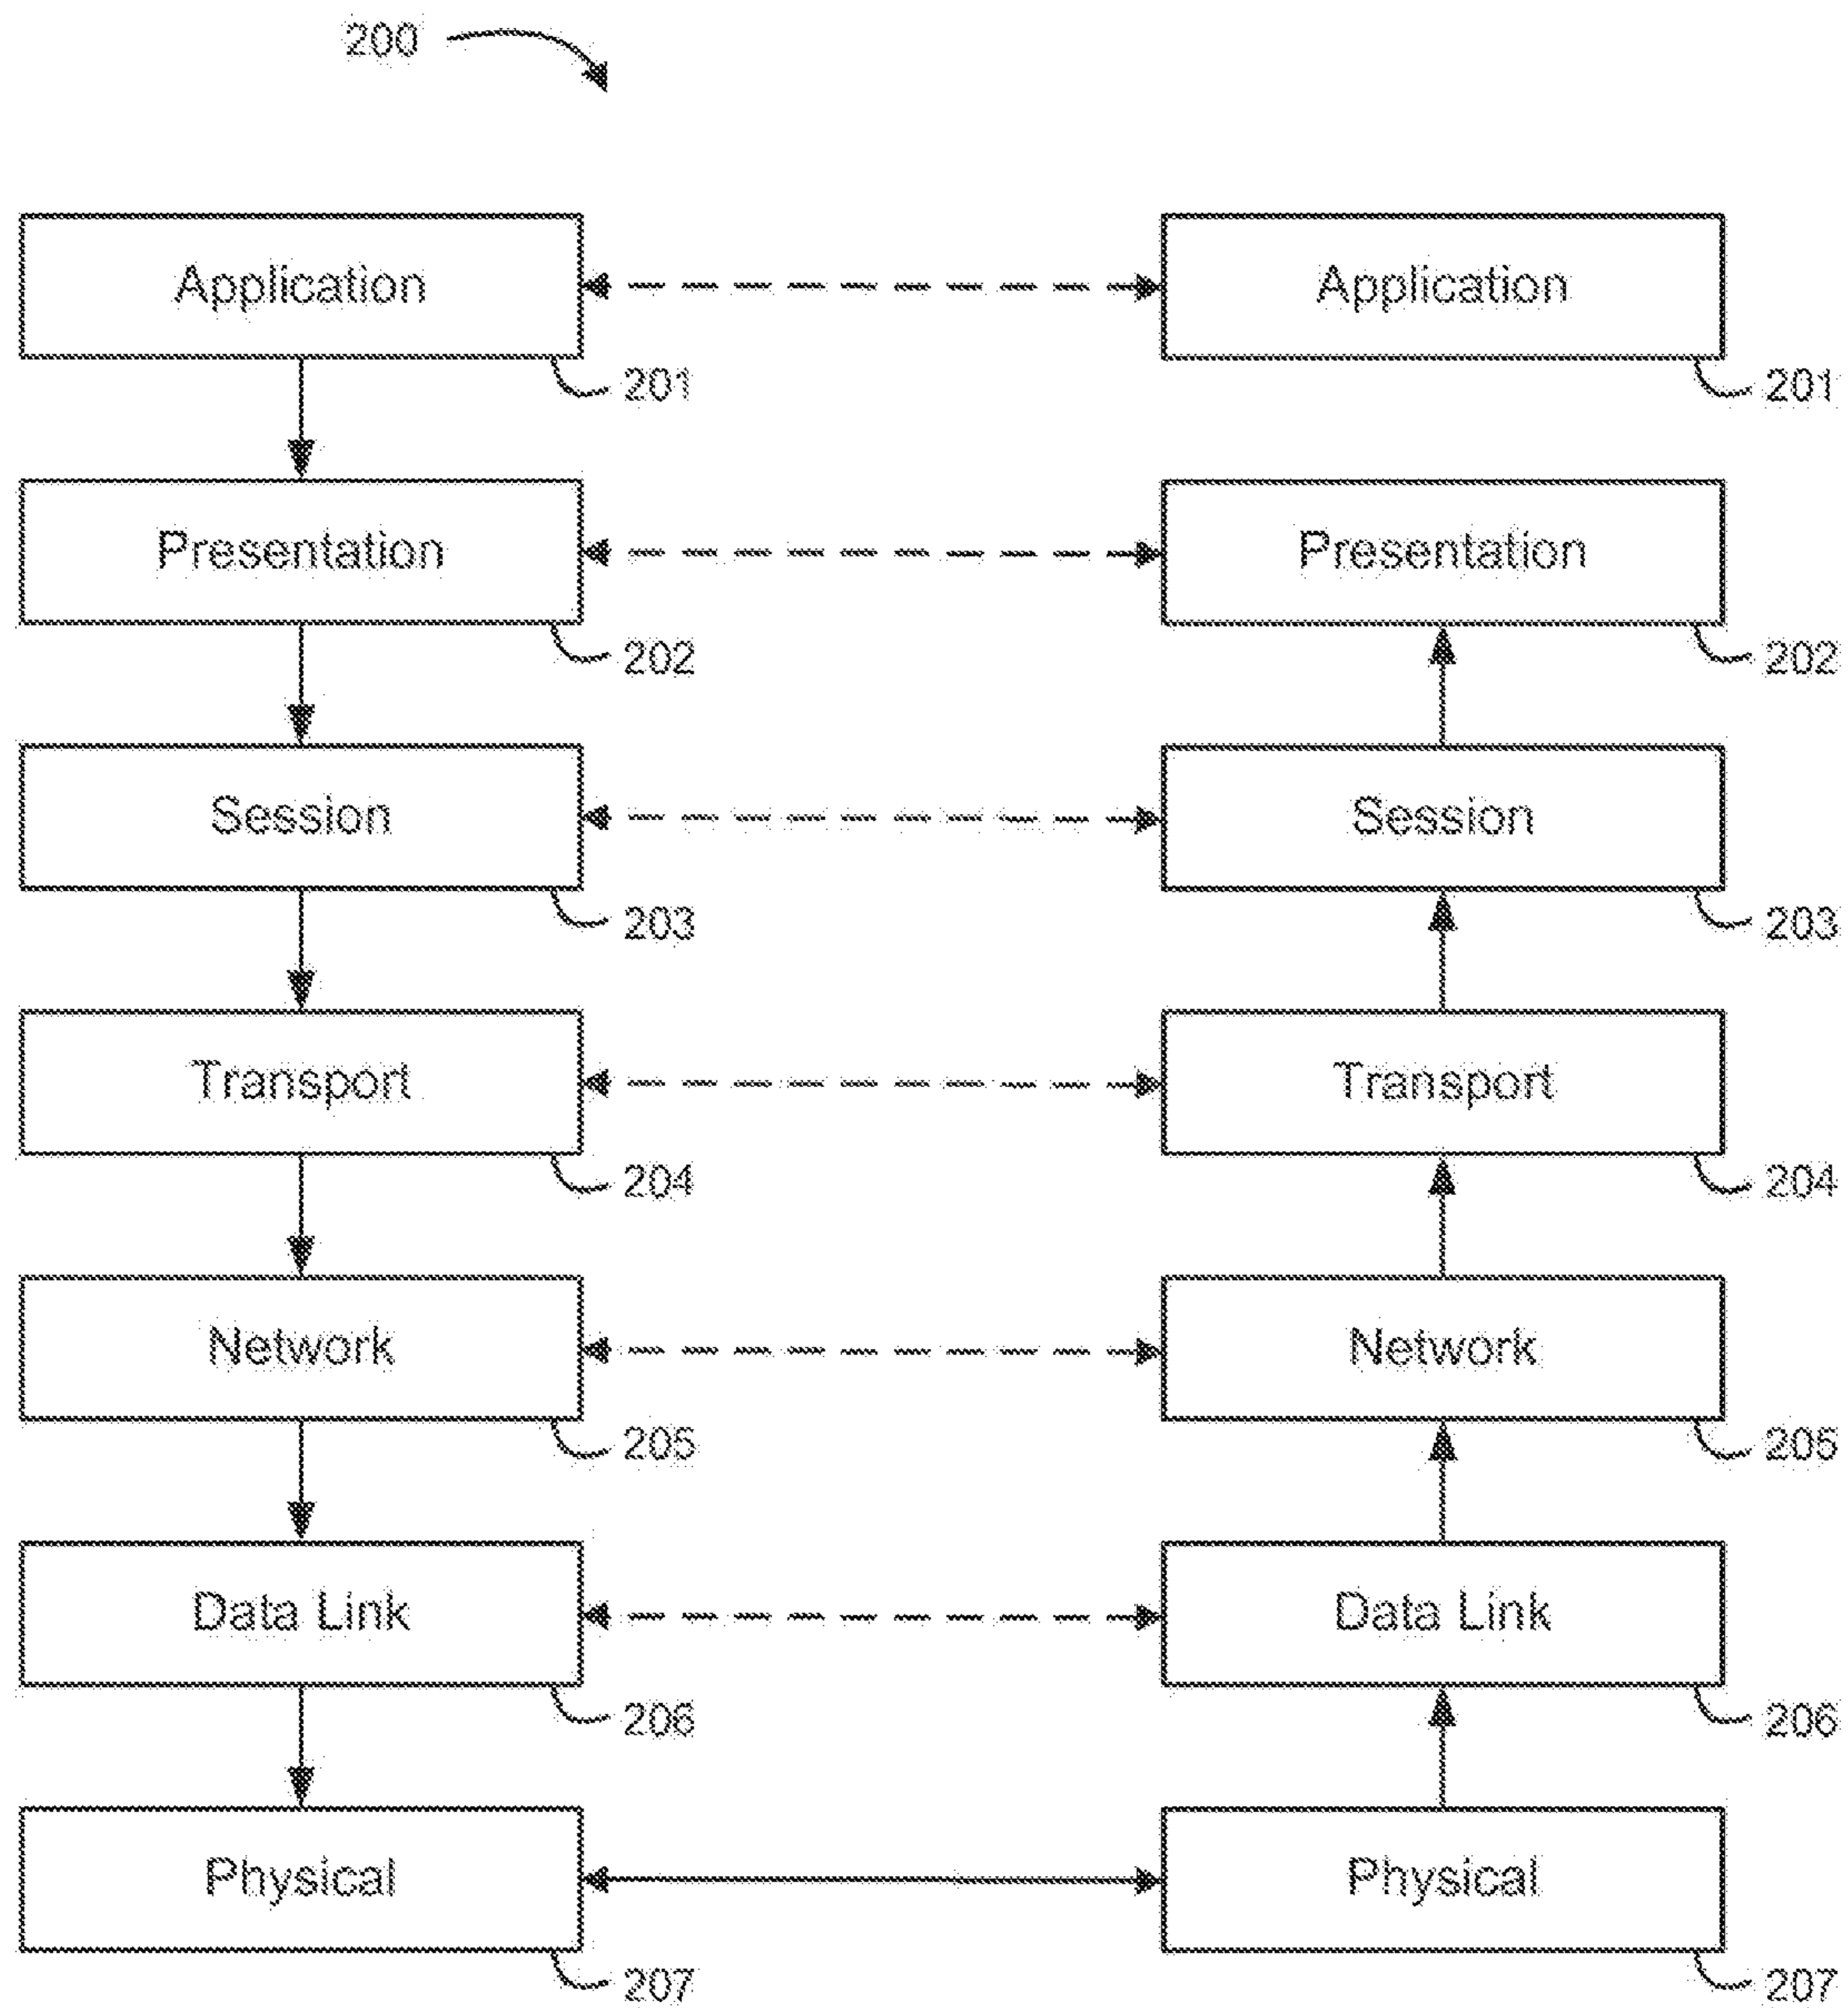 200
Application
Application
201
201
Presentation
Presentation
202
202
Session
Session
203
203
Transport
Transport
204
204
Network
Network
205
205
Data Link
Data Link
206
206
Physical
Physical
207
207